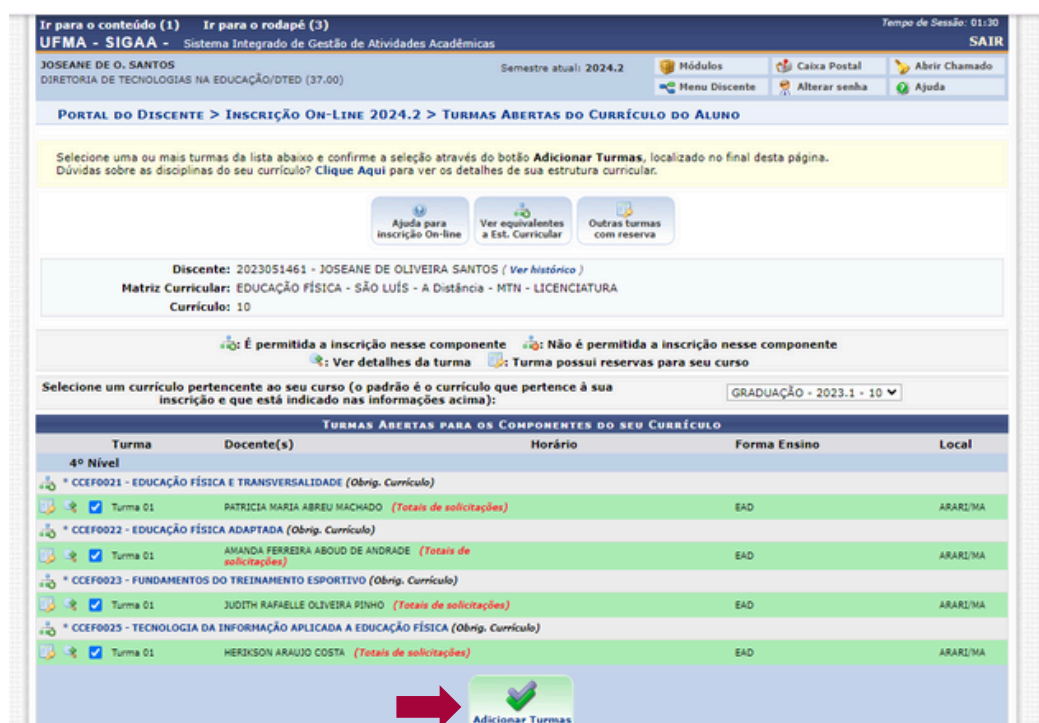 Ir para o conteúdo (1) Ir para o rodapé (3) Tempo de Sessão: 01:30
UFMA - SIGAA - Sistema Integrado de Gestão de Atividades Acadêmicas SAIR
JOSEANE DE O. SANTOS Semestre atual: 2024.2 Módulos Caixa Postal Abrir Chamado
DIRETORIA DE TECNOLOGIAS NA EDUCAÇÃO/DTED (37.00) Menu Discente Alterar senha Ajuda
PORTAL DO DISCENTE > INSCRIÇÃO ON-LINE 2024.2 > TURMAS ABERTAS DO CURRÍCULO DO ALUNO
Selecione uma ou mais turmas da lista abaixo e confirme a seleção através do botão Adicionar Turmas, localizado no final desta página.
Dúvidas sobre as disciplinas do seu currículo? Clique Aqui para ver os detalhes de sua estrutura curricular.
Ajuda para Ver equivalentes Outras turmas
inscrição On-line a Est. Curricular com reserva
Discente: 2023051461 - JOSEANE DE OLIVEIRA SANTOS ( Ver histórico )
Matriz Curricular: EDUCAÇÃO FÍSICA - SÃO LUÍS - A Distância - MTN - LICENCIATURA
Currículo: 10
: É permitida a inscrição nesse componente : Não é permitida a inscrição nesse componente
: Ver detalhes da turma : Turma possui reservas para seu curso
Selecione um currículo pertencente ao seu curso (o padrão é o currículo que pertence à sua
inscrição e que está indicado nas informações acima): GRADUAÇÃO - 2023.1 - 10
TURMAS ABERTAS PARA OS COMPONENTES DO SEU CURRÍCULO
Turma Docente(s) Horário Forma Ensino Local
4º Nível
* CCEF0021 - EDUCAÇÃO FÍSICA E TRANSVERSALIDADE (Obrig. Currículo)
Turma 01 PATRICIA MARIA ABREU MACHADO (Totais de solicitações) EAD ARARI/MA
* CCEF0022 - EDUCAÇÃO FÍSICA ADAPTADA (Obrig. Currículo)
Turma 01 AMANDA FERREIRA ABOUD DE ANDRADE (Totais de
solicitações) EAD ARARI/MA
* CCEF0023 - FUNDAMENTOS DO TREINAMENTO ESPORTIVO (Obrig. Currículo)
Turma 01 JUDITH RAFAELLE OLIVEIRA PINHO (Totais de solicitações) EAD ARARI/MA
* CCEF0025 - TECNOLOGIA DA INFORMAÇÃO APLICADA A EDUCAÇÃO FÍSICA (Obrig. Currículo)
Turma 01 HERIKSON ARAUJO COSTA (Totais de solicitações) EAD ARARI/MA
Adicionar Turmas